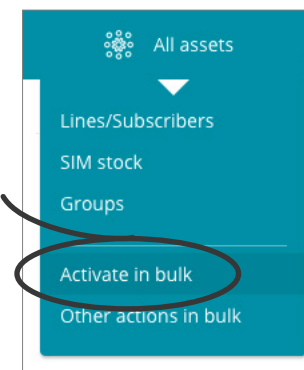 All assets
Lines/Subscribers
SIM stock
Groups
Activate in bulk
Other actions in bulk